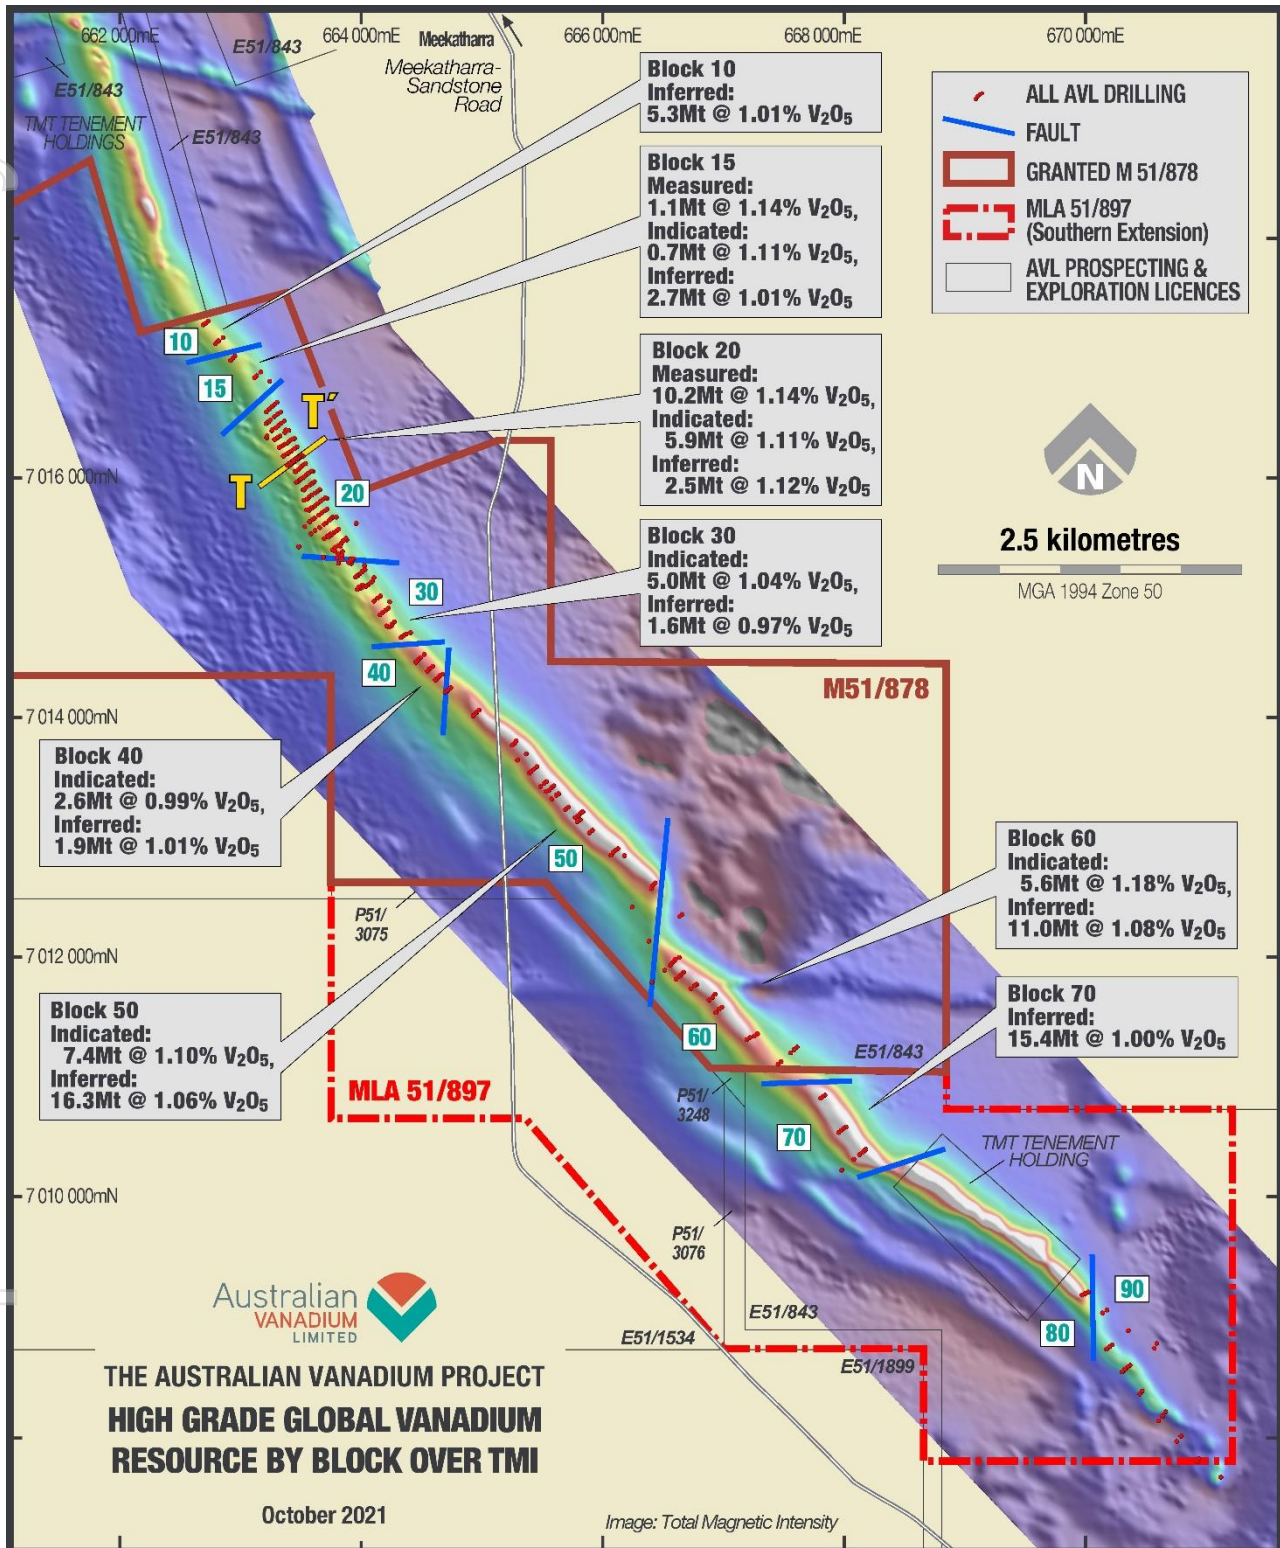 662 000mE
664 000mE
Meekatharra
666 000mE
668 000mE
670 000mE
E51/843
E51/843
E51/843
TMT TENEMENT
HOLDINGS
Meekatharra-
Sandstone
Road
Block 10
Inferred:
5.3Mt @ 1.01% V₂O₅
Block 15
Measured:
1.1Mt @ 1.14% V₂O₅,
Indicated:
0.7Mt @ 1.11% V₂O₅,
Inferred:
2.7Mt @ 1.01% V₂O₅
Block 20
Measured:
10.2Mt @ 1.14% V₂O₅,
Indicated:
5.9Mt @ 1.11% V₂O₅,
Inferred:
2.5Mt @ 1.12% V₂O₅
Block 30
Indicated:
5.0Mt @ 1.04% V₂O₅,
Inferred:
1.6Mt @ 0.97% V₂O₅
ALL AVL DRILLING
FAULT
GRANTED M 51/878
MLA 51/897
(Southern Extension)
AVL PROSPECTING &
EXPLORATION LICENCES
N
2.5 kilometres
MGA 1994 Zone 50
10
15
T´
T
20
30
40
7 016 000mN
7 014 000mN
M51/878
Block 40
Indicated:
2.6Mt @ 0.99% V₂O₅,
Inferred:
1.9Mt @ 1.01% V₂O₅
50
P51/
3075
Block 60
Indicated:
5.6Mt @ 1.18% V₂O₅,
Inferred:
11.0Mt @ 1.08% V₂O₅
7 012 000mN
Block 50
Indicated:
7.4Mt @ 1.10% V₂O₅,
Inferred:
16.3Mt @ 1.06% V₂O₅
Block 70
Inferred:
15.4Mt @ 1.00% V₂O₅
60
E51/843
MLA 51/897
P51/
3248
70
TMT TENEMENT
HOLDING
7 010 000mN
P51/
3076
90
80
E51/843
E51/1534
E51/1899
Australian
VANADIUM
LIMITED
THE AUSTRALIAN VANADIUM PROJECT
HIGH GRADE GLOBAL VANADIUM
RESOURCE BY BLOCK OVER TMI
October 2021
Image: Total Magnetic Intensity